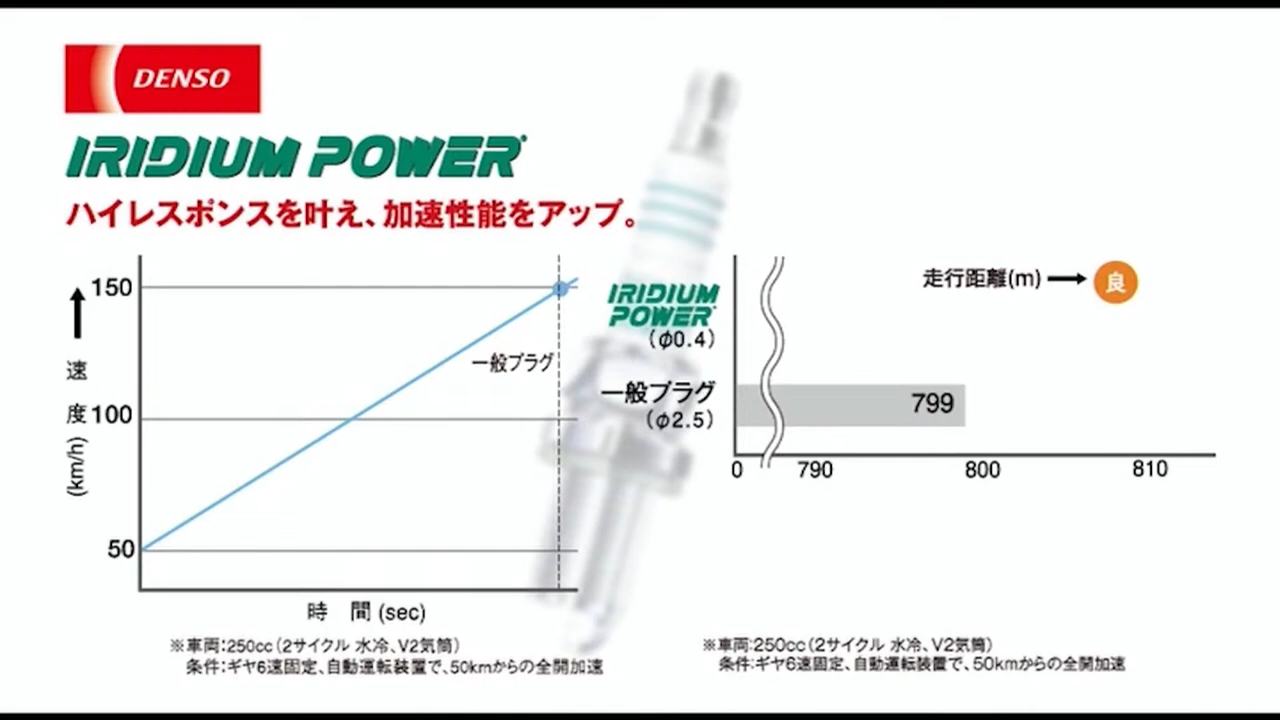 DENSO
IRIDIUM POWER
ハイレスポンスを叶え、加速性能をアップ。
150
100
50
速度(km/h)
一般プラグ
時 間(sec)
※車両:250cc(2サイクル 水冷、V2気筒)
条件:ギヤ6速固定、自動運転装置で、50kmからの全開加速
走行距離(m)
良
IRIDIUM
POWER
(φ0.4)
一般プラグ
(φ2.5)
799
0 790 800 810
※車両:250cc(2サイクル 水冷、V2気筒)
条件:ギヤ6速固定、自動運転装置で、50kmからの全開加速